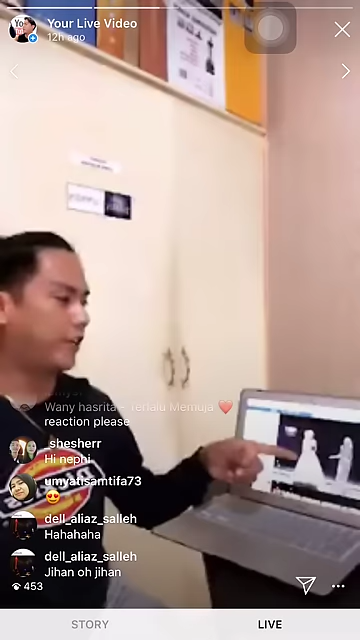 Your Live Video
12h ago
Wany hasrita - Terlalu Memuja ❤️
reaction please
_shesherr
Hi nephi
umyatisamtifa73
😍
dell_aliaz_salleh
Hahahaha
dell_aliaz_salleh
Jihan oh jihan
453
STORY
LIVE